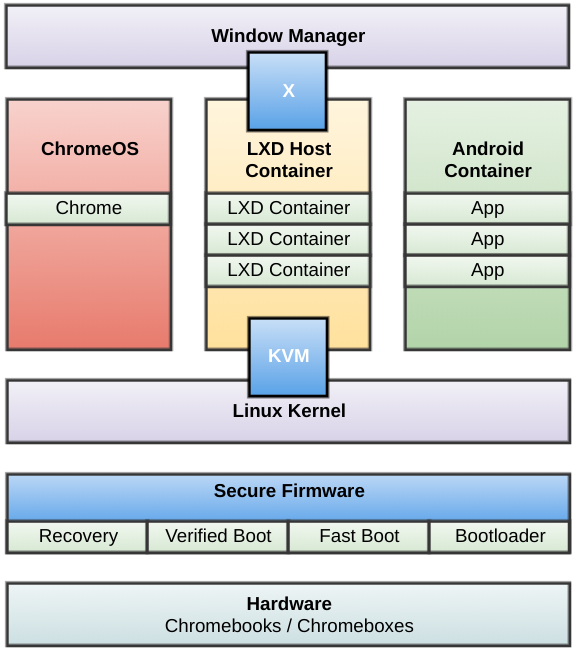 Window Manager
X
ChromeOS
Chrome
LXD Host
Container
LXD Container
LXD Container
LXD Container
Android
Container
App
App
App
KVM
Linux Kernel
Secure Firmware
Recovery
Verified Boot
Fast Boot
Bootloader
Hardware
Chromebooks / Chromeboxes